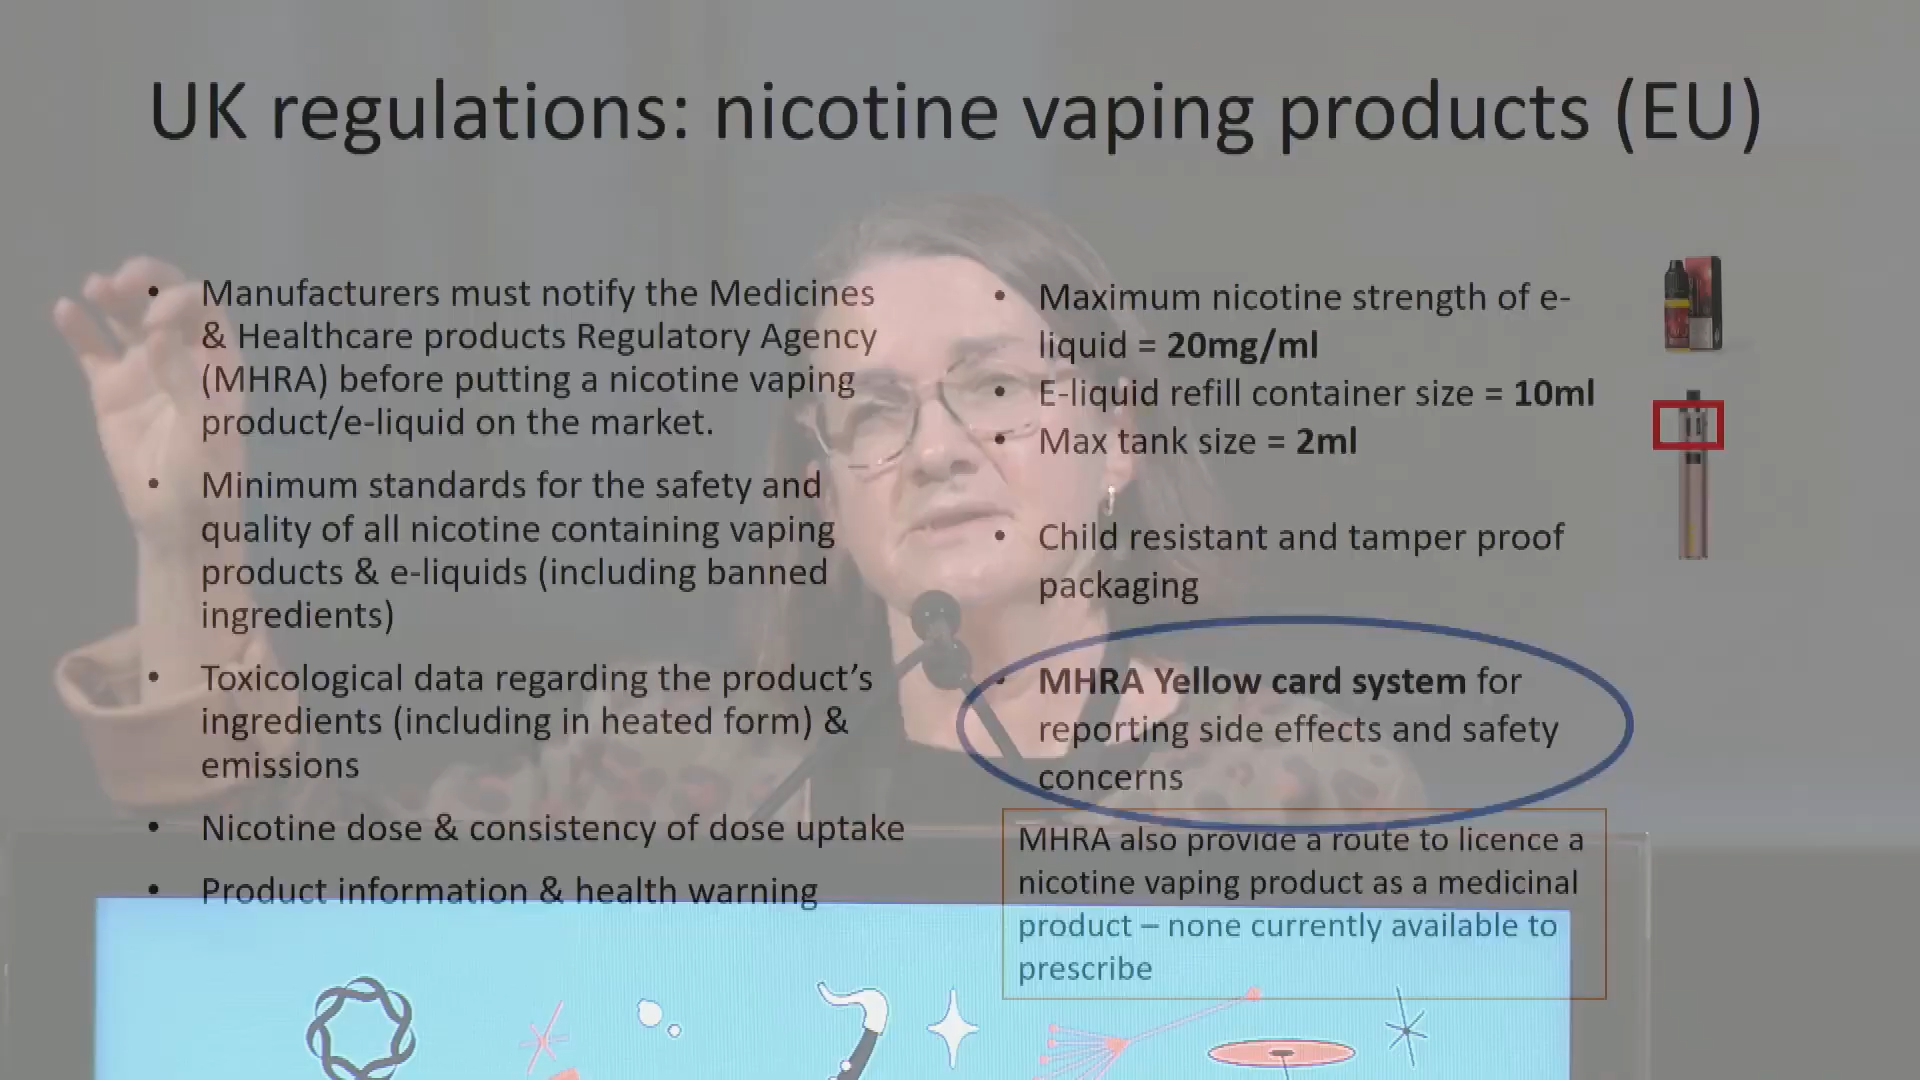 UK regulations: nicotine vaping products (EU)
• Manufacturers must notify the Medicines
& Healthcare products Regulatory Agency
(MHRA) before putting a nicotine vaping
product/e-liquid on the market.
• Minimum standards for the safety and
quality of all nicotine containing vaping
products & e-liquids (including banned
ingredients)
• Toxicological data regarding the product’s
ingredients (including in heated form) &
emissions
• Nicotine dose & consistency of dose uptake
• Product information & health warning
• Maximum nicotine strength of e-
liquid = 20mg/ml
• E-liquid refill container size = 10ml
• Max tank size = 2ml
• Child resistant and tamper proof
packaging
• MHRA Yellow card system for
reporting side effects and safety
concerns
MHRA also provide a route to licence a
nicotine vaping product as a medicinal
product – none currently available to
prescribe